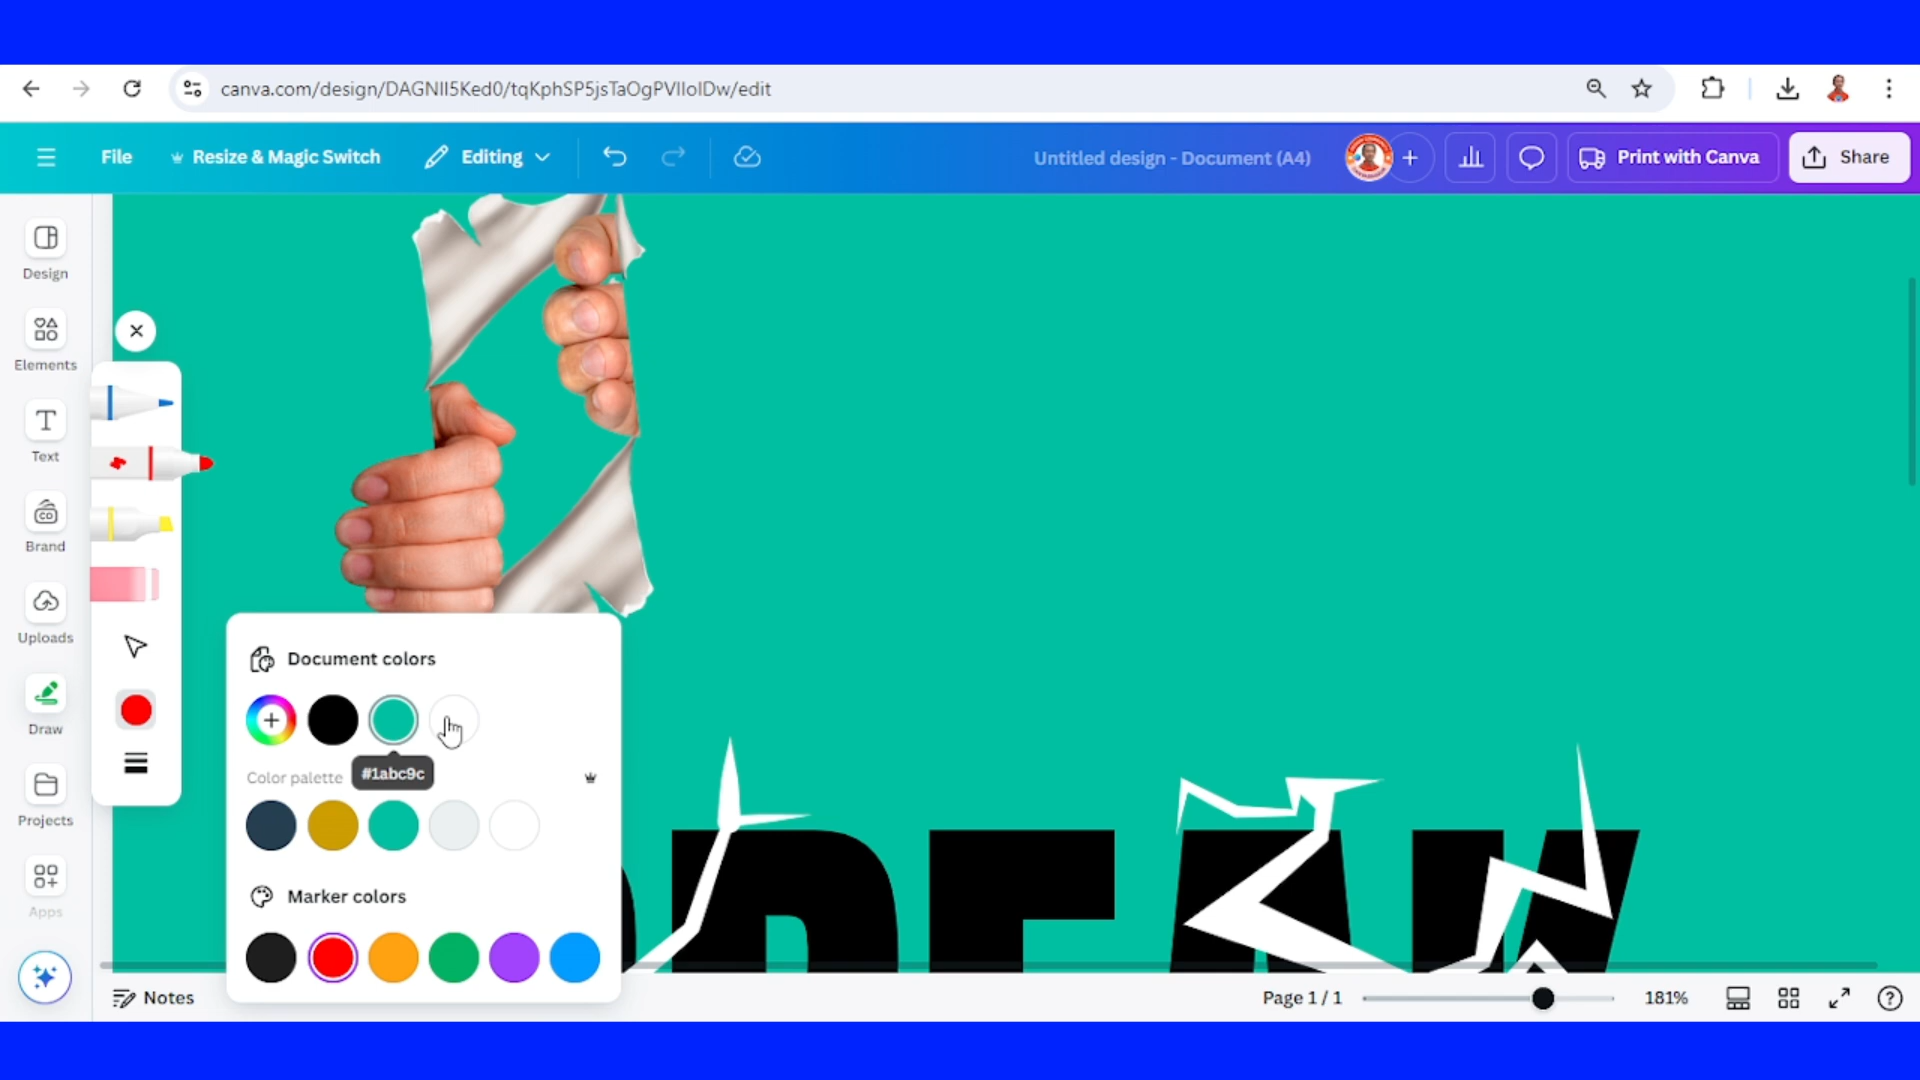 canva.com/design/DAGNII5Ked0/tqKphSP5jsTaOgPVIIolDw/edit
File
Resize & Magic Switch
Editing
Untitled design - Document (A4)
Print with Canva
Share
Design
Elements
Text
Brand
Uploads
Draw
Projects
Apps
Document colors
Color palette
#1abc9c
Marker colors
Notes
Page 1 / 1
181%